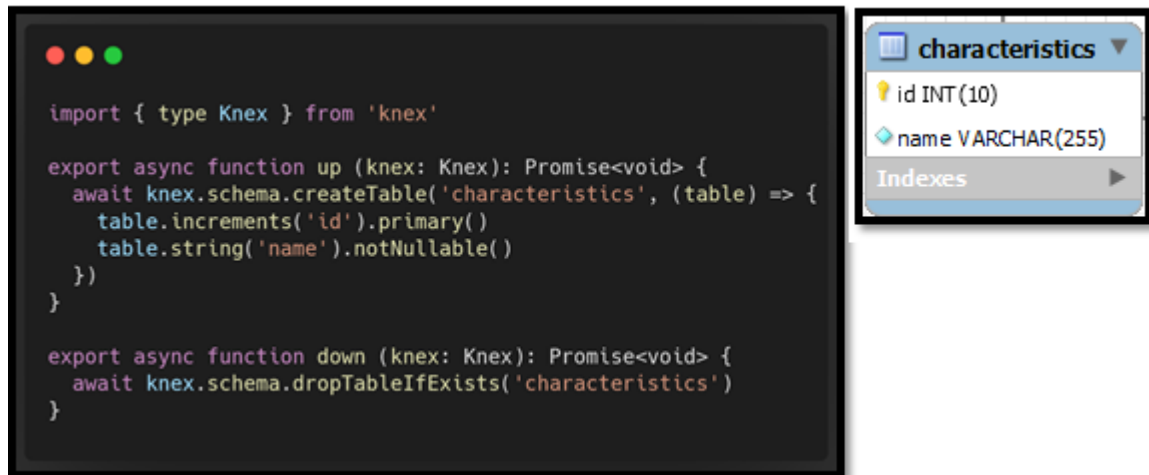 import { type Knex } from 'knex'
export async function up (knex: Knex): Promise<void> {
  await knex.schema.createTable('characteristics', (table) => {
    table.increments('id').primary()
    table.string('name').notNullable()
  })
}
export async function down (knex: Knex): Promise<void> {
  await knex.schema.dropTableIfExists('characteristics')
}
characteristics
id INT(10)
name VARCHAR(255)
Indexes